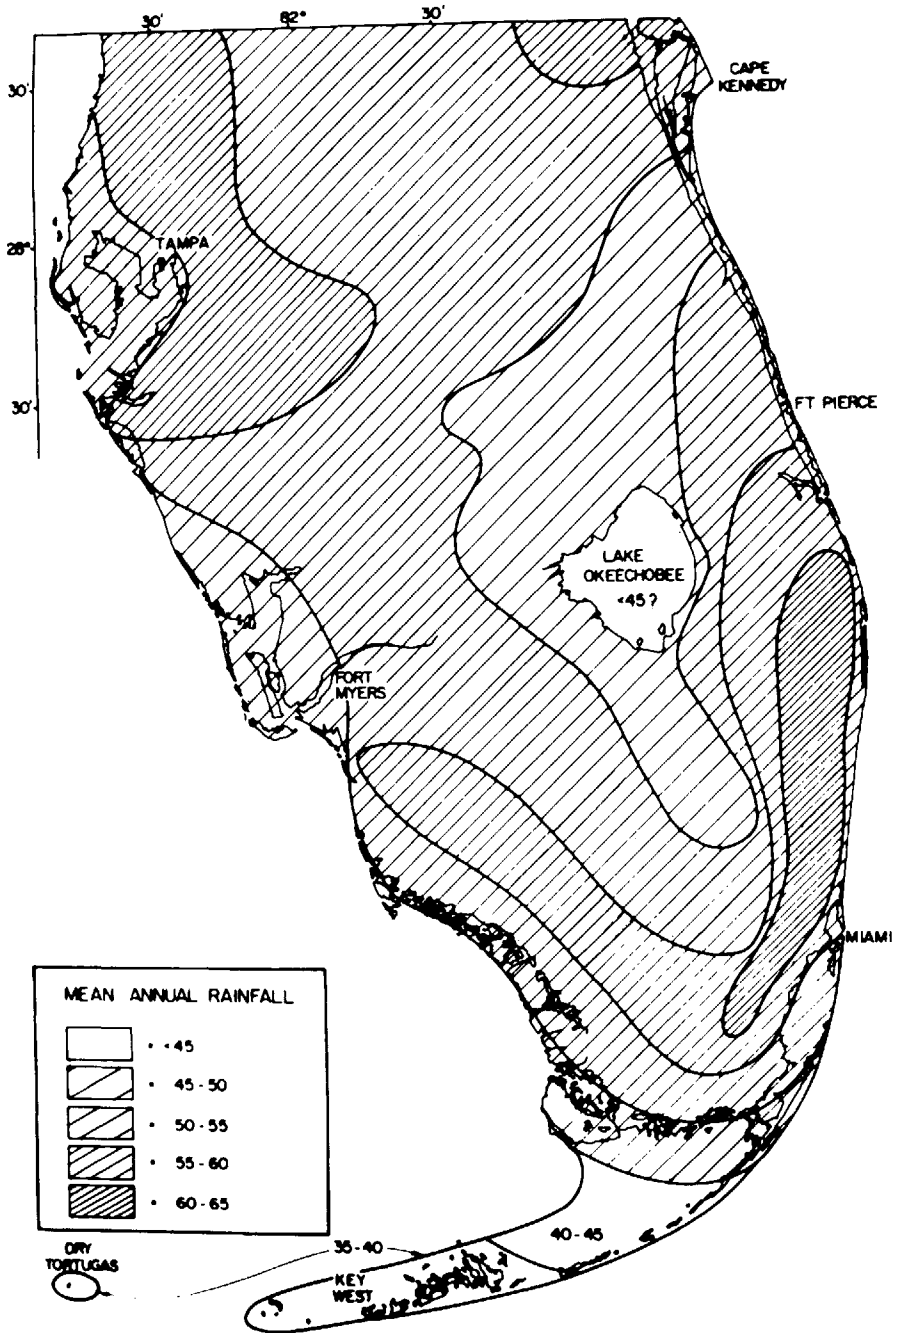 30'
82°
30'
30'
CAPE
KENNEDY
28°
TAMPA
30'
FT PIERCE
LAKE
OKEECHOBEE
<45?
FORT
MYERS
MIAMI
MEAN ANNUAL RAINFALL
• <45
• 45-50
• 50-55
• 55-60
• 60-65
DRY
TORTUGAS
35-40
40-45
KEY
WEST